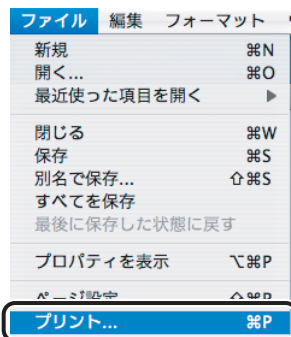 ファイル 編集 フォーマット
新規 ⌘N
開く... ⌘O
最近使った項目を開く ▶
閉じる ⌘W
保存 ⌘S
別名で保存... ⇧⌘S
すべてを保存
最後に保存した状態に戻す
プロパティを表示 ⌥⌘P
ページ設定... ⇧⌘P
プリント... ⌘P